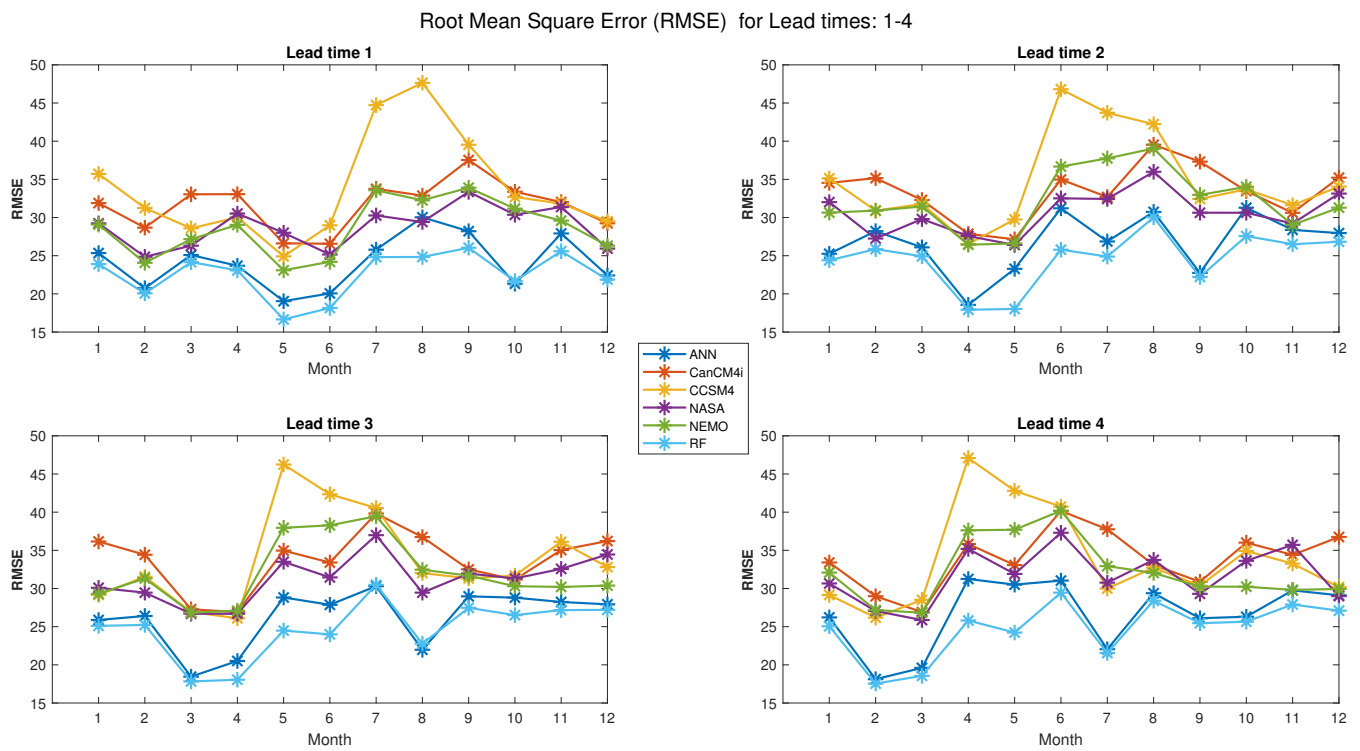 Root Mean Square Error (RMSE) for Lead times: 1-4
Lead time 1
50
45
40
35
30
25
20
15
RMSE
1 2 3 4 5 6 7 8 9 10 11 12
Month
Lead time 2
50
45
40
35
30
25
20
15
RMSE
1 2 3 4 5 6 7 8 9 10 11 12
Month
ANN
CanCM4i
CCSM4
NASA
NEMO
RF
Lead time 3
50
45
40
35
30
25
20
15
RMSE
1 2 3 4 5 6 7 8 9 10 11 12
Month
Lead time 4
50
45
40
35
30
25
20
15
RMSE
1 2 3 4 5 6 7 8 9 10 11 12
Month